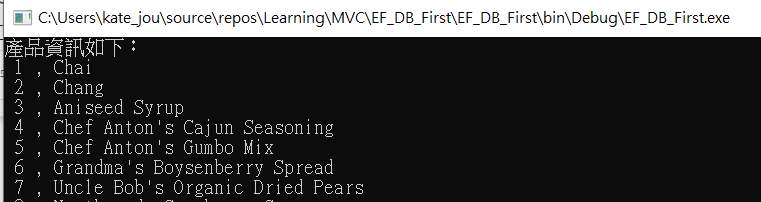 C:\Users\kate_jou\source\repos\Learning\MVC\EF_DB_First\EF_DB_First\bin\Debug\EF_DB_First.exe
產品資訊如下：
1 , Chai
2 , Chang
3 , Aniseed Syrup
4 , Chef Anton's Cajun Seasoning
5 , Chef Anton's Gumbo Mix
6 , Grandma's Boysenberry Spread
7 , Uncle Bob's Organic Dried Pears